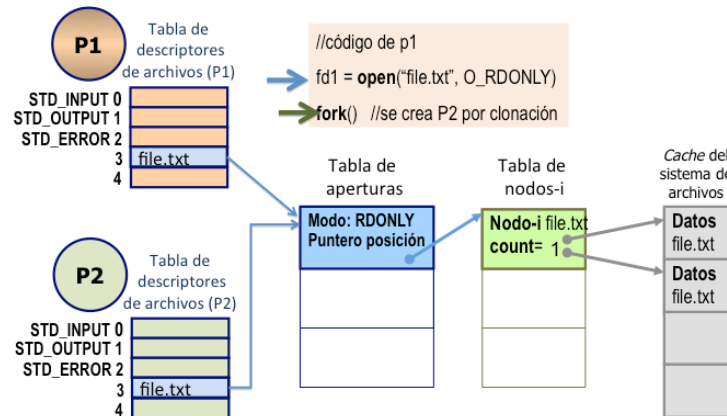 P1
Tabla de
descriptores
de archivos (P1)
STD_INPUT 0
STD_OUTPUT 1
STD_ERROR 2
3 file.txt
4
//código de p1
fd1 = open(“file.txt”, O_RDONLY)
fork() //se crea P2 por clonación
Tabla de
aperturas
Modo: RDONLY
Puntero posición
Tabla de
nodos-i
Nodo-i file.txt
count= 1
Cache del
sistema de
archivos
Datos
file.txt
Datos
file.txt
P2
Tabla de
descriptores
de archivos (P2)
STD_INPUT 0
STD_OUTPUT 1
STD_ERROR 2
3 file.txt
4